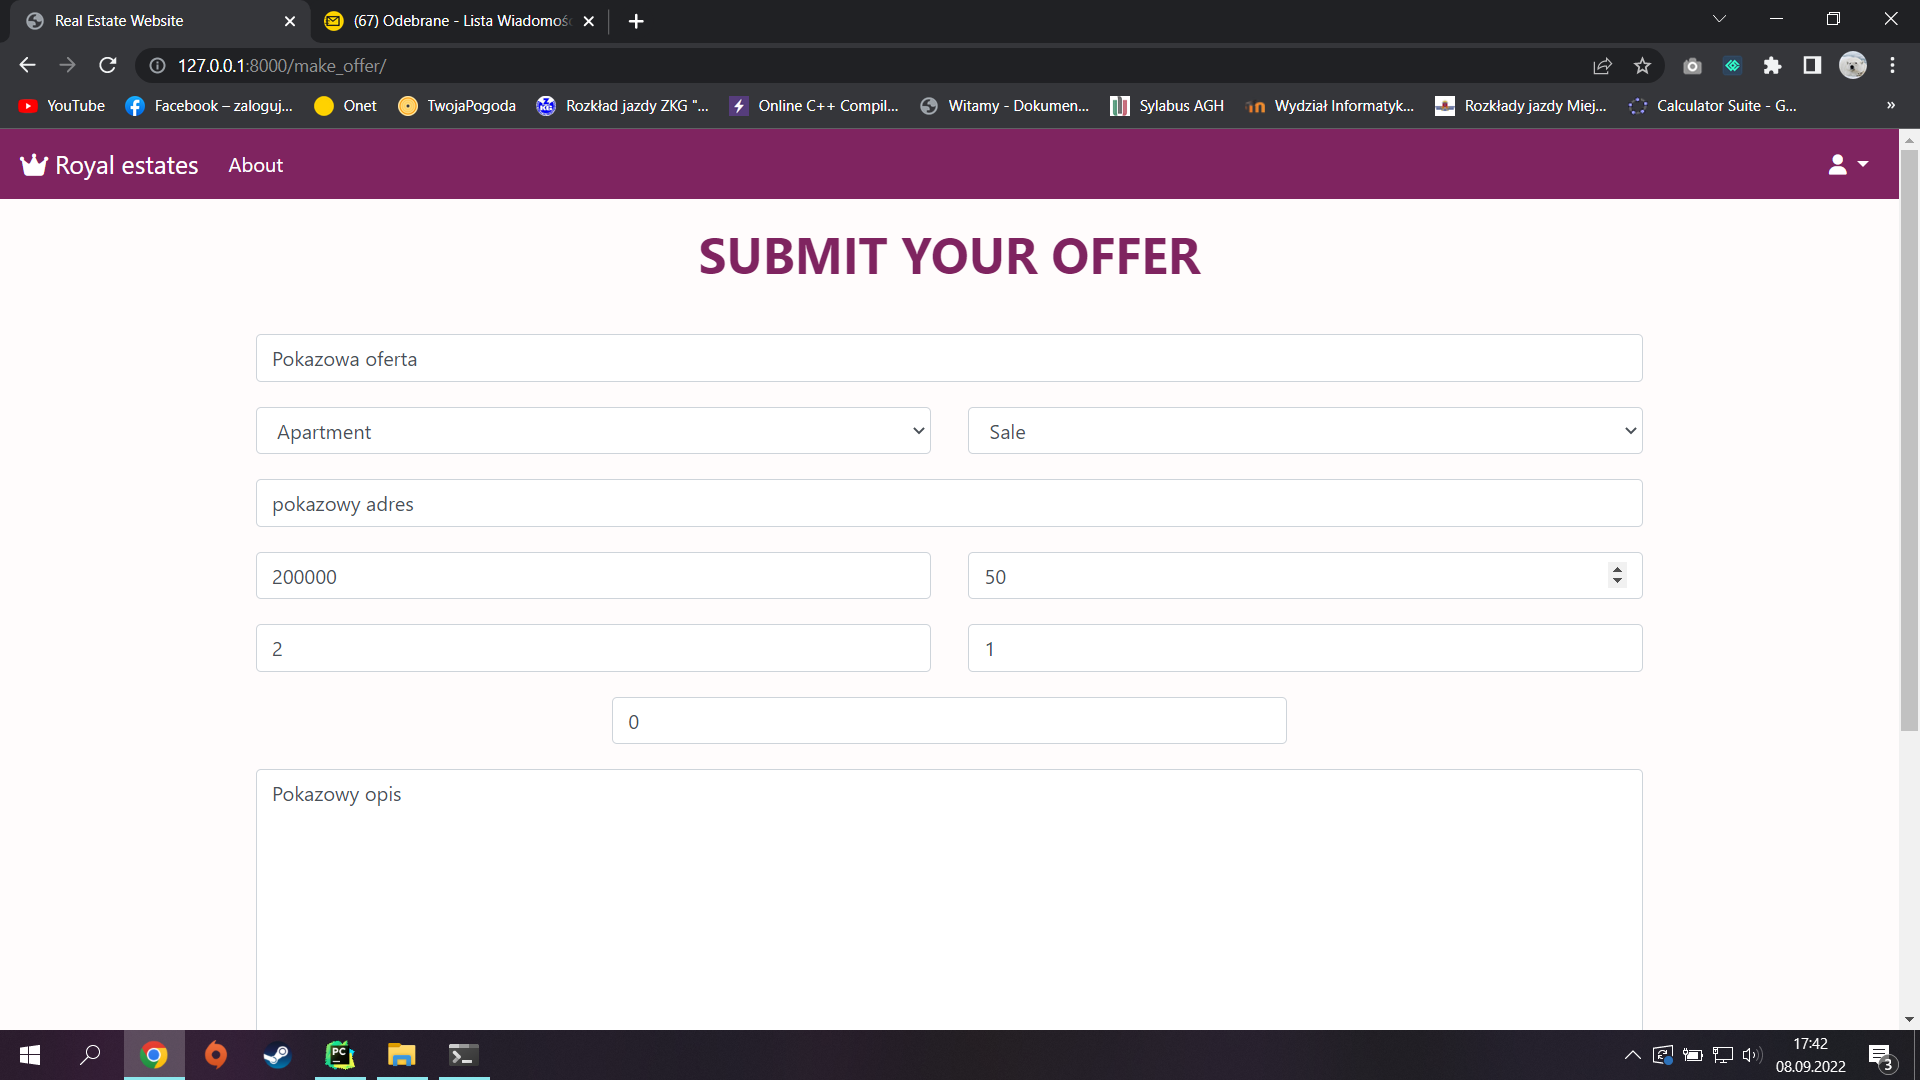 Real Estate Website
(67) Odebrane - Lista Wiadomoś
127.0.0.1:8000/make_offer/
YouTube
Facebook – zaloguj...
Onet
TwojaPogoda
Rozkład jazdy ZKG "...
Online C++ Compil...
Witamy - Dokumen...
Sylabus AGH
Wydział Informatyk...
Rozkłady jazdy Miej...
Calculator Suite - G...
»
Royal estates
About
SUBMIT YOUR OFFER
Pokazowa oferta
Apartment
Sale
pokazowy adres
200000
50
2
1
0
Pokazowy opis
PC
17:42
08.09.2022
3